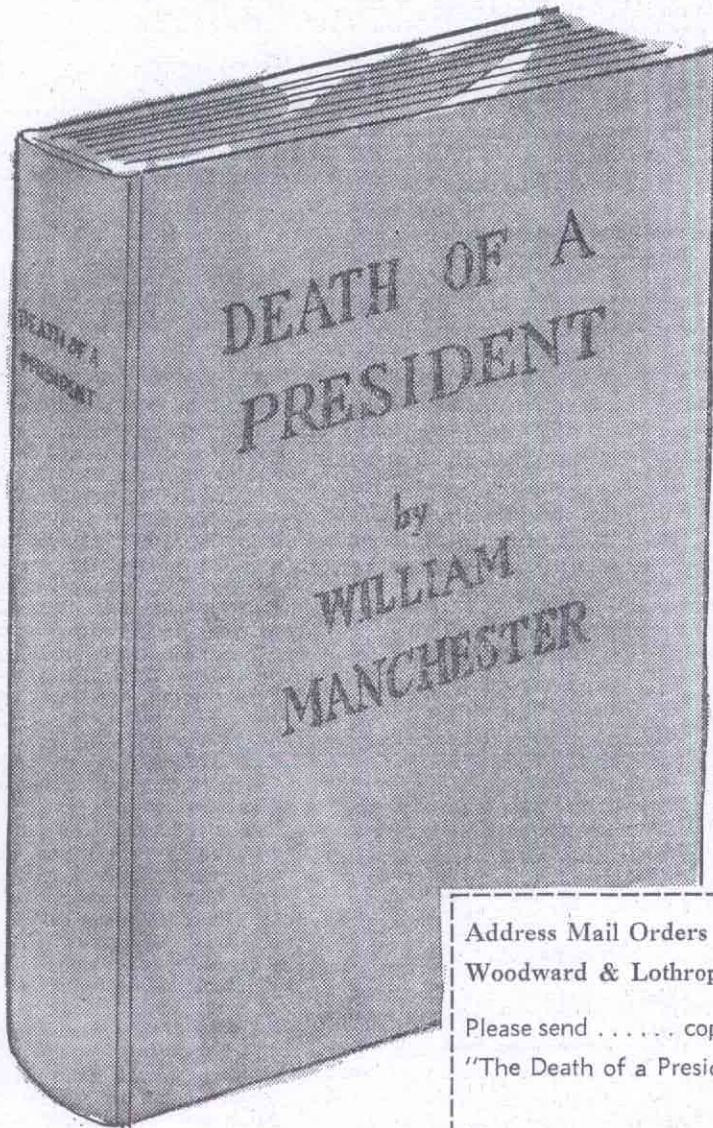 DEATH OF A
PRESIDENT
DEATH OF A
PRESIDENT
by
WILLIAM
MANCHESTER
Address Mail Orders
Woodward & Lothrop
Please send . . . . . . cop
"The Death of a Presid